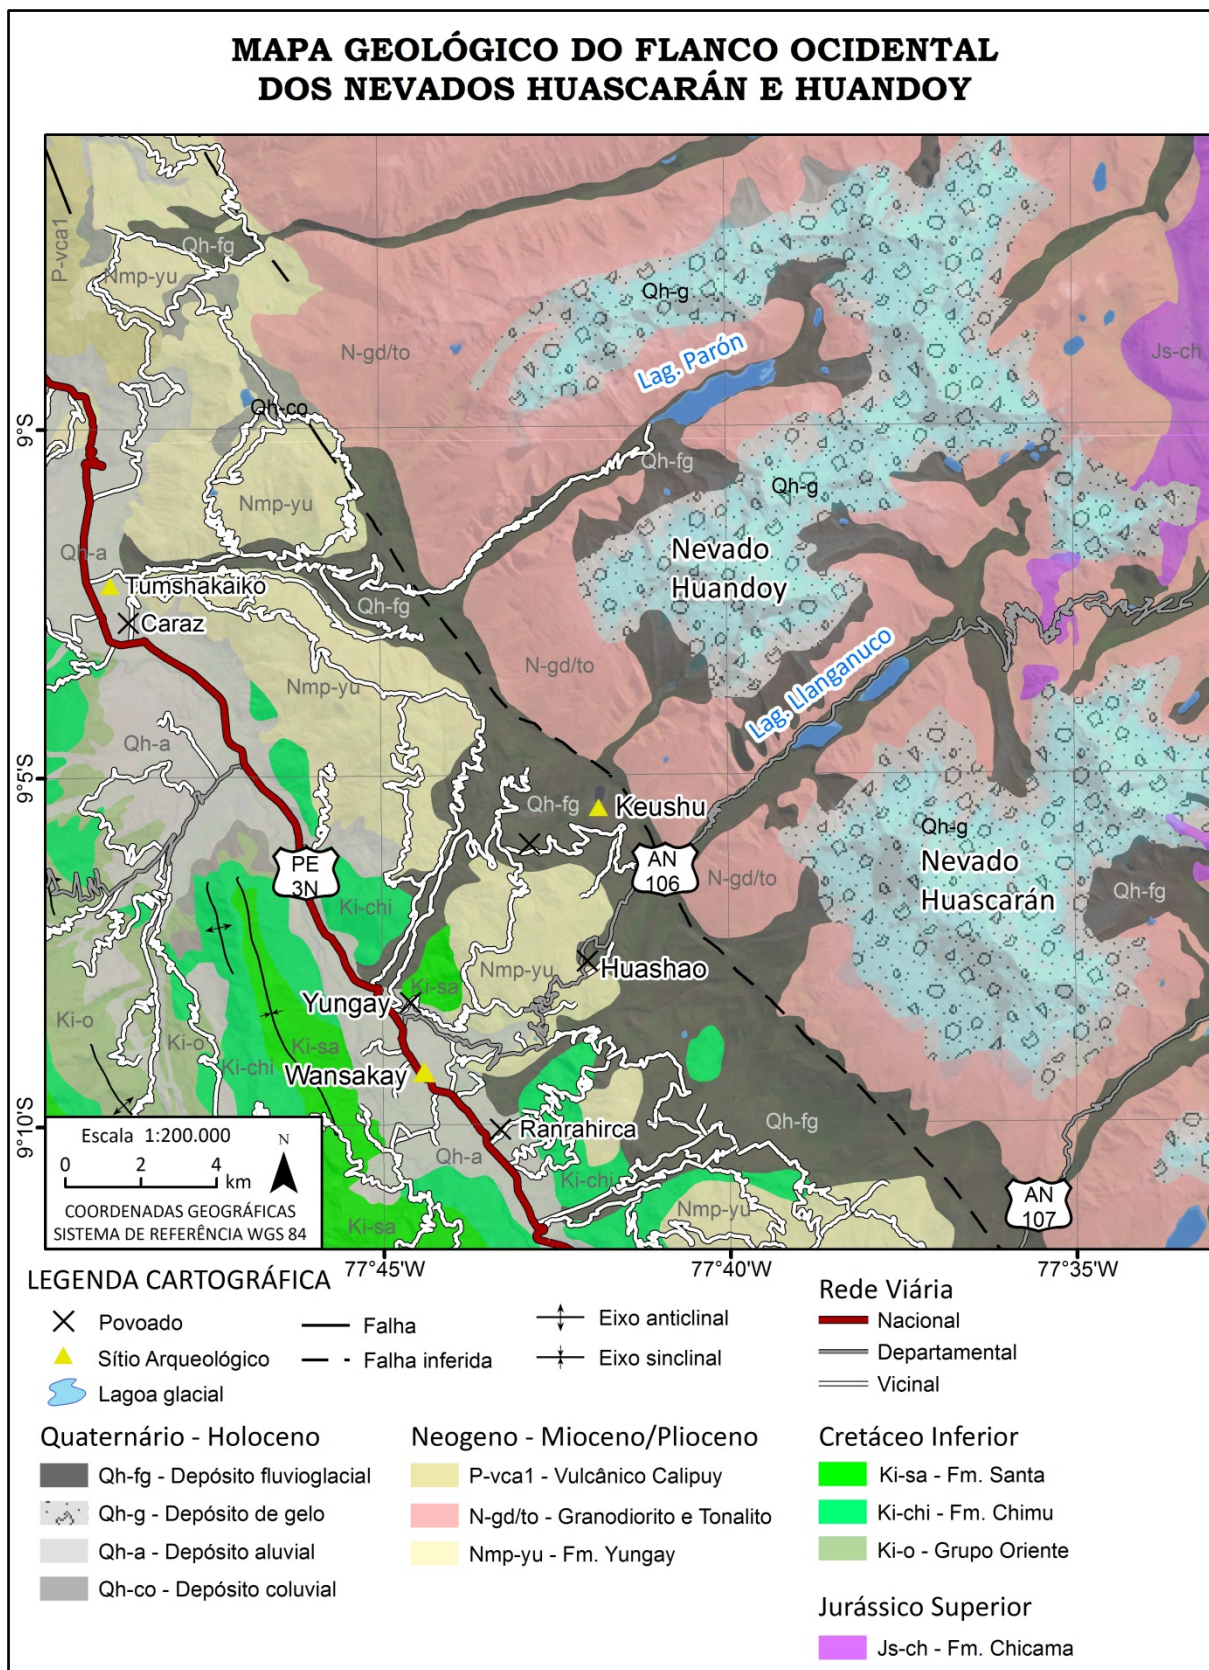 MAPA GEOLÓGICO DO FLANCO OCIDENTAL
DOS NEVADOS HUASCARÁN E HUANDOY
P-vca1
Qh-fg
Nmp-yu
Qh-g
N-gd/to
Lag. Parón
Js-ch
Qh-co
9°S
Qh-fg
Nmp-yu
Qh-g
Qh-a
Nevado
Huandoy
Tumshakaiko
Qh-fg
Caraz
N-gd/to
Nmp-yu
Lag. Llanganuco
Qh-a
9°5'S
Qh-fg
Keushu
Qh-g
Nevado
Huascarán
PE
3N
AN
106
N-gd/to
Qh-fg
Ki-chi
Nmp-yu
Huashao
Ki-sa
Yungay
Ki-o
Ki-o
Ki-chi
Ki-sa
Wansakay
9°10'S
Ranrahirca
Qh-fg
Qh-a
Ki-chi
Nmp-yu
AN
107
Ki-sa
Escala 1:200.000
N
0 2 4
km
COORDENADAS GEOGRÁFICAS
SISTEMA DE REFERÊNCIA WGS 84
77°45'W 77°40'W 77°35'W
LEGENDA CARTOGRÁFICA
Povoado
Sítio Arqueológico
Lagoa glacial
Falha
Falha inferida
Eixo anticlinal
Eixo sinclinal
Rede Viária
Nacional
Departamental
Vicinal
Quaternário - Holoceno
Qh-fg - Depósito fluvioglacial
Qh-g - Depósito de gelo
Qh-a - Depósito aluvial
Qh-co - Depósito coluvial
Neogeno - Mioceno/Plioceno
P-vca1 - Vulcânico Calipuy
N-gd/to - Granodiorito e Tonalito
Nmp-yu - Fm. Yungay
Cretáceo Inferior
Ki-sa - Fm. Santa
Ki-chi - Fm. Chimu
Ki-o - Grupo Oriente
Jurássico Superior
Js-ch - Fm. Chicama